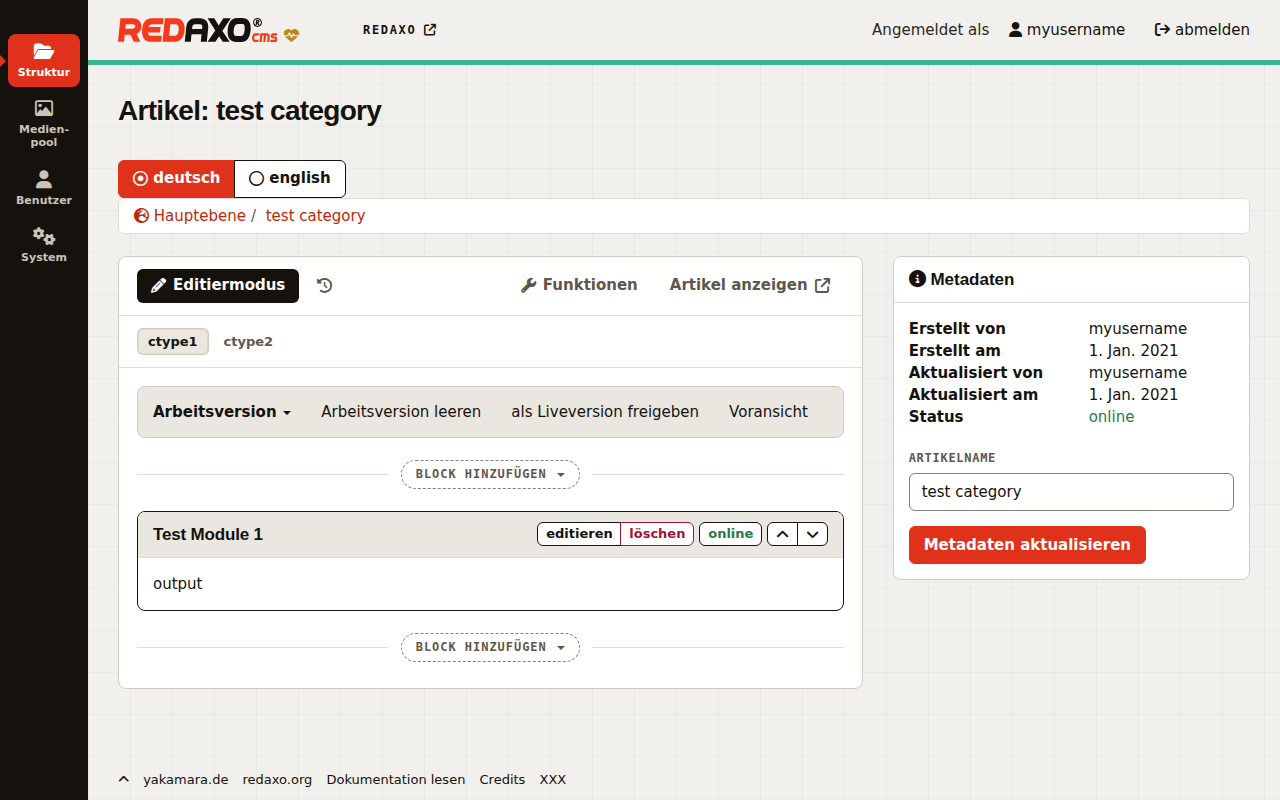 Struktur
Medien-
pool
Benutzer
System
REDAXO® cms
REDAXO
Angemeldet als myusername abmelden
Artikel: test category
deutsch english
Hauptebene / test category
Editiermodus Funktionen Artikel anzeigen
ctype1 ctype2
Arbeitsversion Arbeitsversion leeren als Liveversion freigeben Voransicht
BLOCK HINZUFÜGEN
Test Module 1 editieren löschen online
output
BLOCK HINZUFÜGEN
Metadaten
Erstellt von myusername
Erstellt am 1. Jan. 2021
Aktualisiert von myusername
Aktualisiert am 1. Jan. 2021
Status online
ARTIKELNAME
test category
Metadaten aktualisieren
yakamara.de redaxo.org Dokumentation lesen Credits XXX